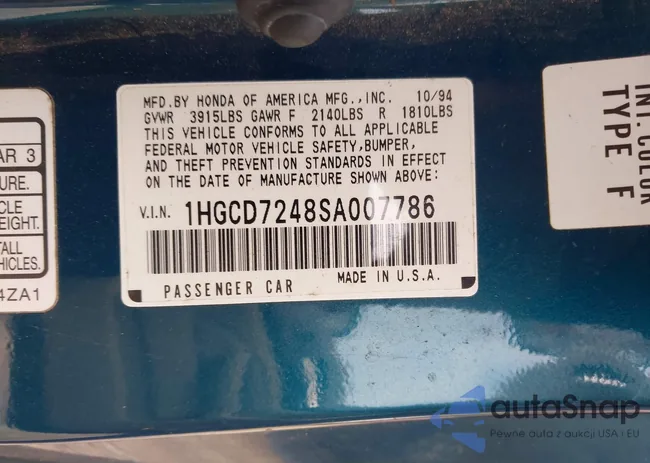 MFD.BY HONDA OF AMERICA MFG.,INC. 10/94
GVWR 3915LBS GAWR F 2140LBS R 1810LBS
THIS VEHICLE CONFORMS TO ALL APPLICABLE
FEDERAL MOTOR VEHICLE SAFETY,BUMPER,
AND THEFT PREVENTION STANDARDS IN EFFECT
ON THE DATE OF MANUFACTURE SHOWN ABOVE:
V.I.N. 1HGCD7248SA007786
PASSENGER CAR MADE IN U.S.A.
AR 3
URE.
CLE
EIGHT.
TALL
HICLES.
4ZA1
INT.COLOR
TYPE F
autoSnap
Pewne auta z aukcji USA i EU